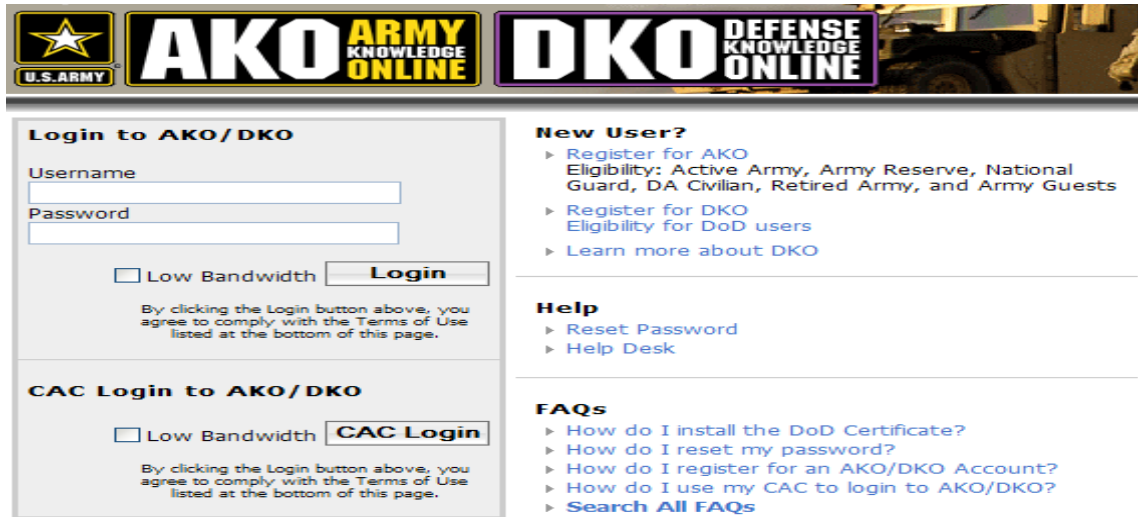 U.S.ARMY
AKO ARMY KNOWLEDGE ONLINE
DKO DEFENSE KNOWLEDGE ONLINE
Login to AKO/DKO
Username
Password
Low Bandwidth Login
By clicking the Login button above, you
agree to comply with the Terms of Use
listed at the bottom of this page.
CAC Login to AKO/DKO
Low Bandwidth CAC Login
By clicking the Login button above, you
agree to comply with the Terms of Use
listed at the bottom of this page.
New User?
Register for AKO
Eligibility: Active Army, Army Reserve, National
Guard, DA Civilian, Retired Army, and Army Guests
Register for DKO
Eligibility for DoD users
Learn more about DKO
Help
Reset Password
Help Desk
FAQs
How do I install the DoD Certificate?
How do I reset my password?
How do I register for an AKO/DKO Account?
How do I use my CAC to login to AKO/DKO?
Search All FAQs